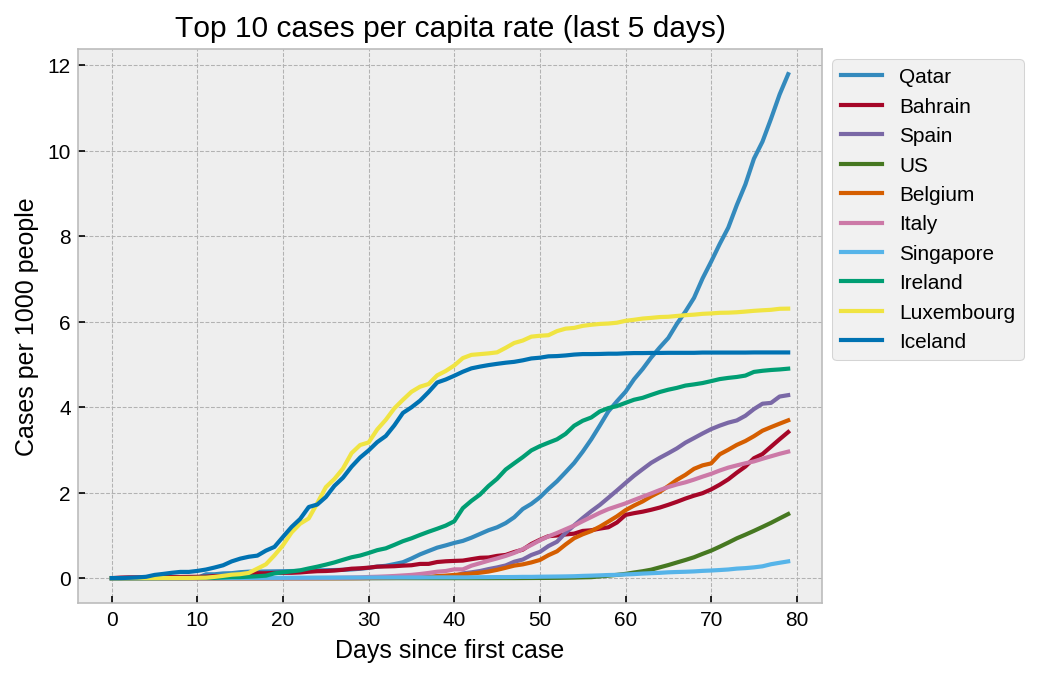 Top 10 cases per capita rate (last 5 days)
Cases per 1000 people
12
10
8
6
4
2
0
0 10 20 30 40 50 60 70 80
Days since first case
Qatar
Bahrain
Spain
US
Belgium
Italy
Singapore
Ireland
Luxembourg
Iceland